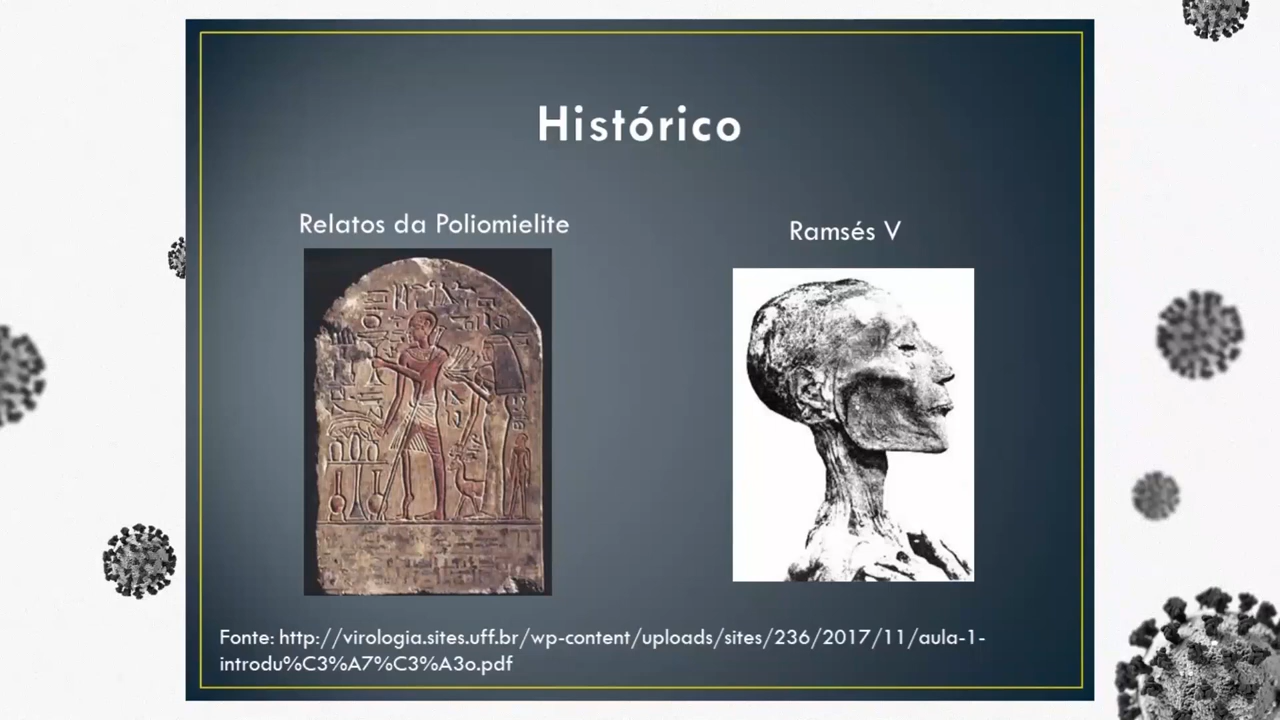 Histórico
Relatos da Poliomielite
Ramsés V
Fonte: http://virologia.sites.uff.br/wp-content/uploads/sites/236/2017/11/aula-1-
introdu%C3%A7%C3%A3o.pdf